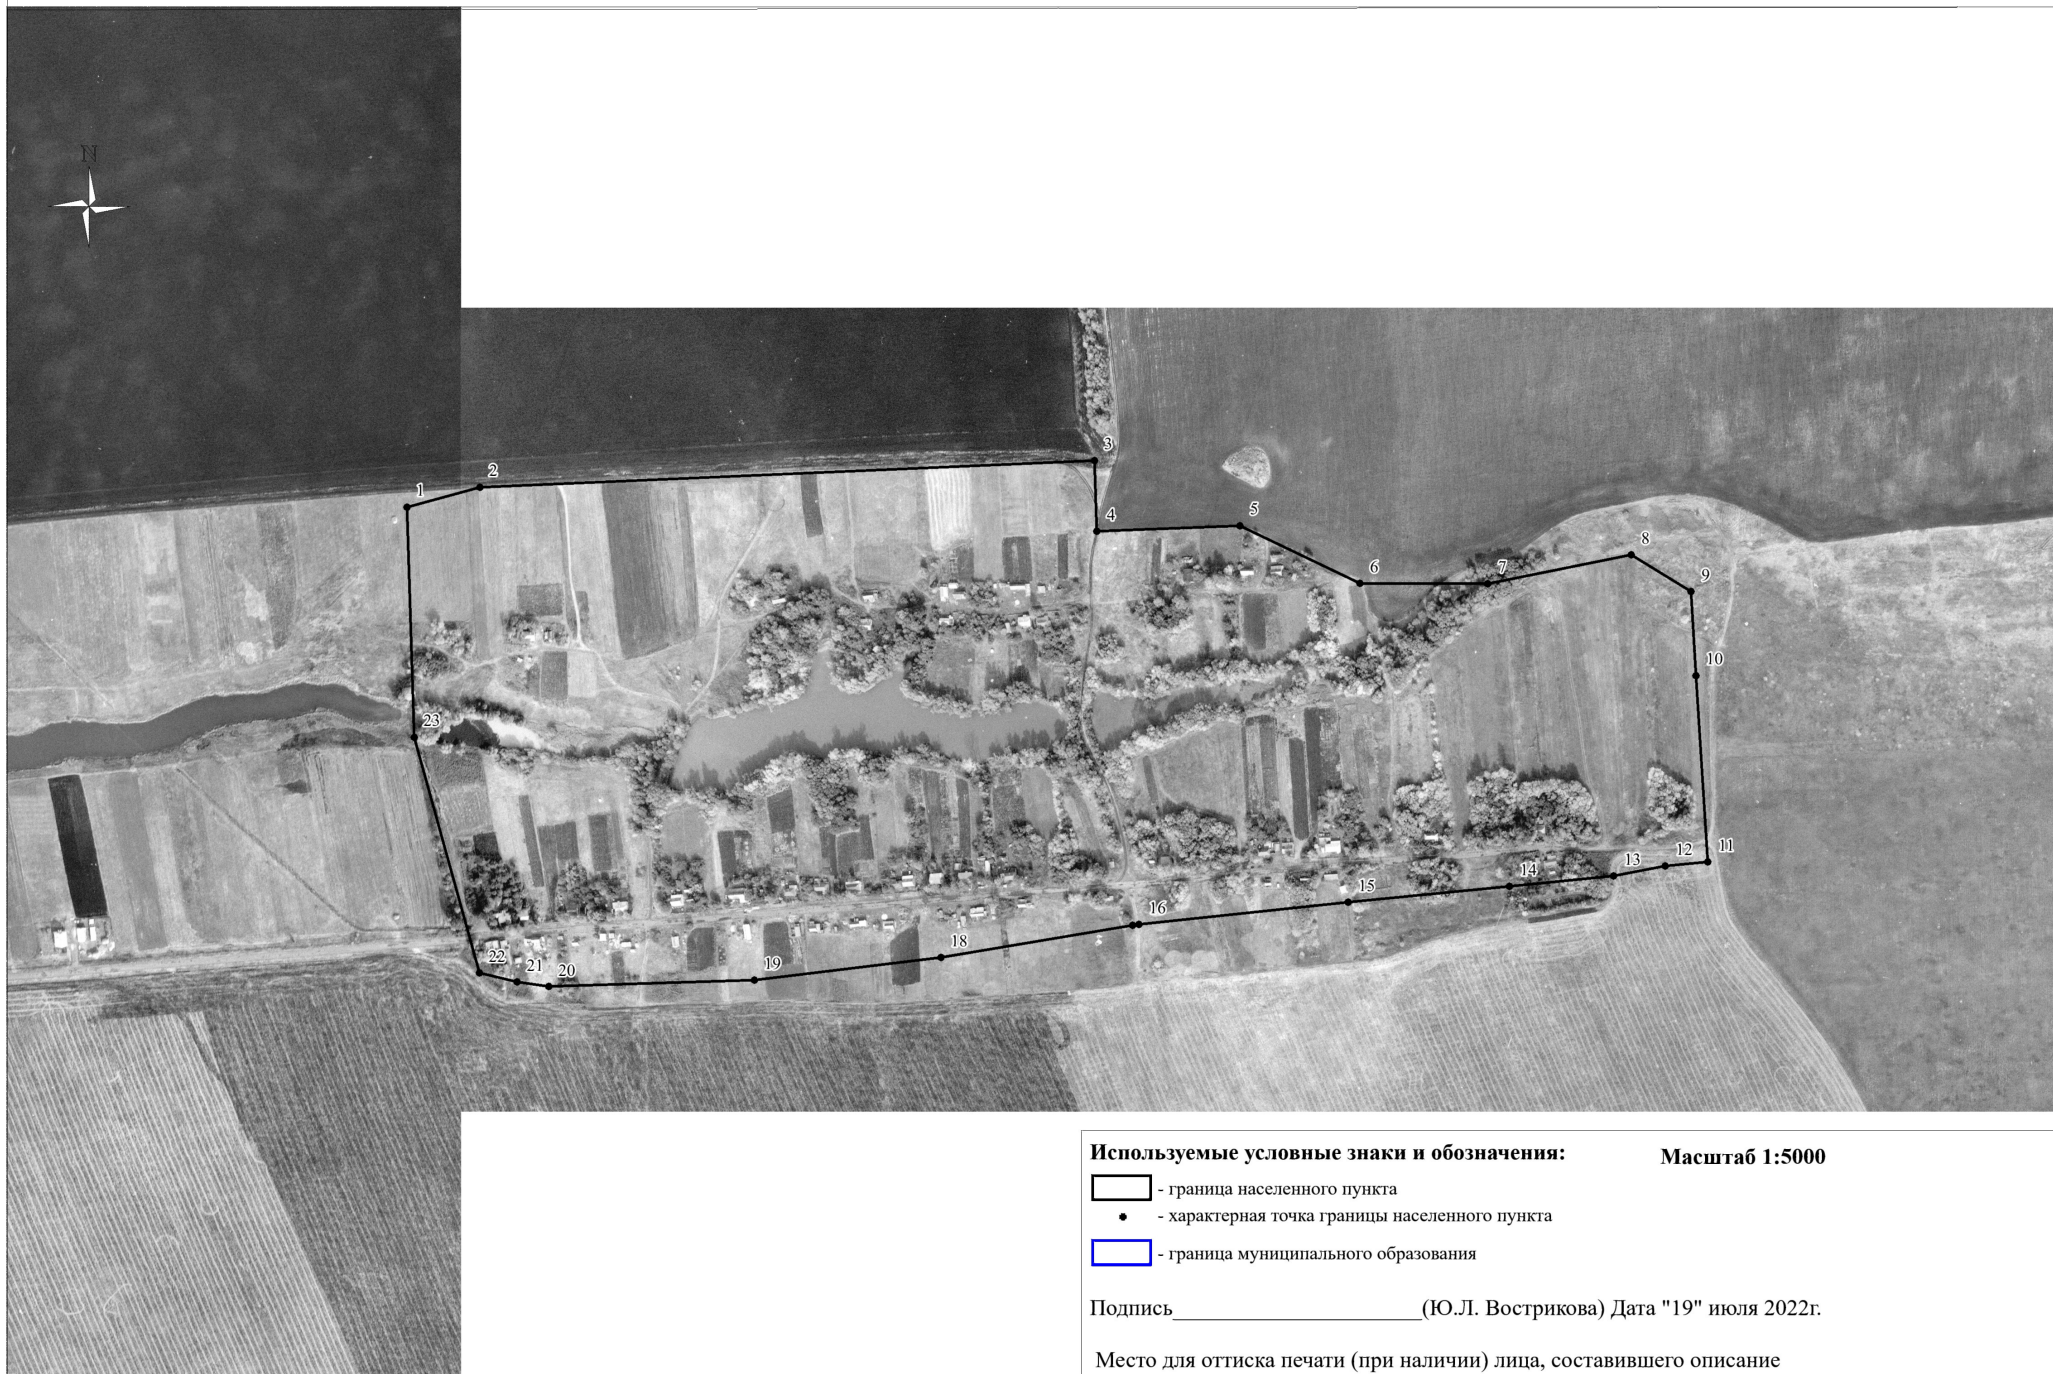 N
3
2
1
5
4
8
6
7
9
10
23
11
12
13
14
15
16
18
22
21
20
19
Используемые условные знаки и обозначения:
Масштаб 1:5000
- граница населенного пункта
- характерная точка границы населенного пункта
- граница муниципального образования
Подпись______________________(Ю.Л. Вострикова) Дата "19" июля 2022г.
Место для оттиска печати (при наличии) лица, составившего описание